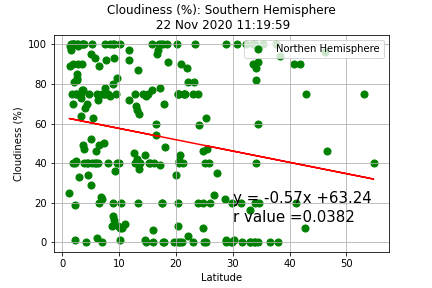 Cloudiness (%): Southern Hemisphere
22 Nov 2020 11:19:59
Northen Hemisphere
100
80
60
40
20
0
Cloudiness (%)
y = -0.57x +63.24
r value =0.0382
0 10 20 30 40 50
Latitude